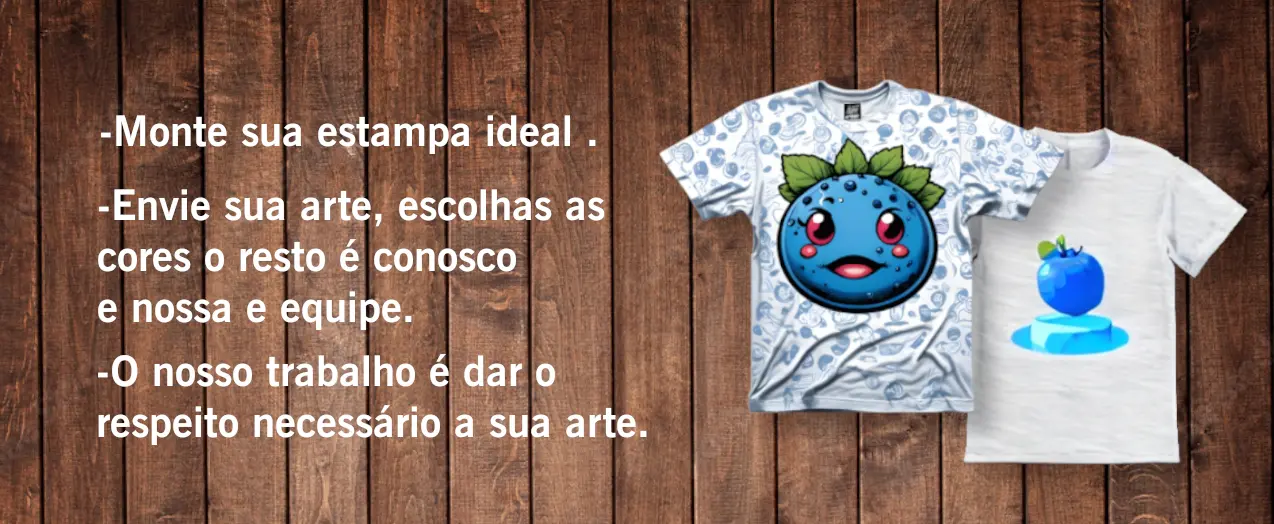 -Monte sua estampa ideal .
-Envie sua arte, escolhas as
cores o resto é conosco
e nossa e equipe.
-O nosso trabalho é dar o
respeito necessário a sua arte.